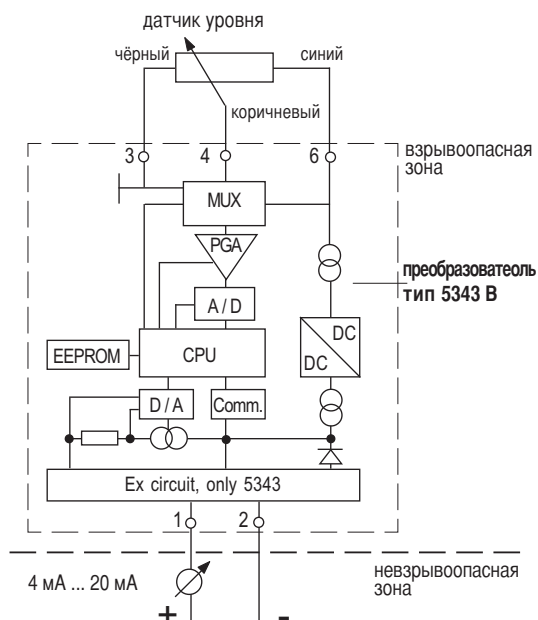 датчик уровня
чёрный
синий
коричневый
3
4
6
взрывоопасная
зона
MUX
PGA
преобразоватеоль
тип 5343 B
A / D
EEPROM
CPU
DC
DC
D / A
Comm.
Ex circuit, only 5343
1
2
4 мА ... 20 мА
невзрывоопасная
зона
+
-